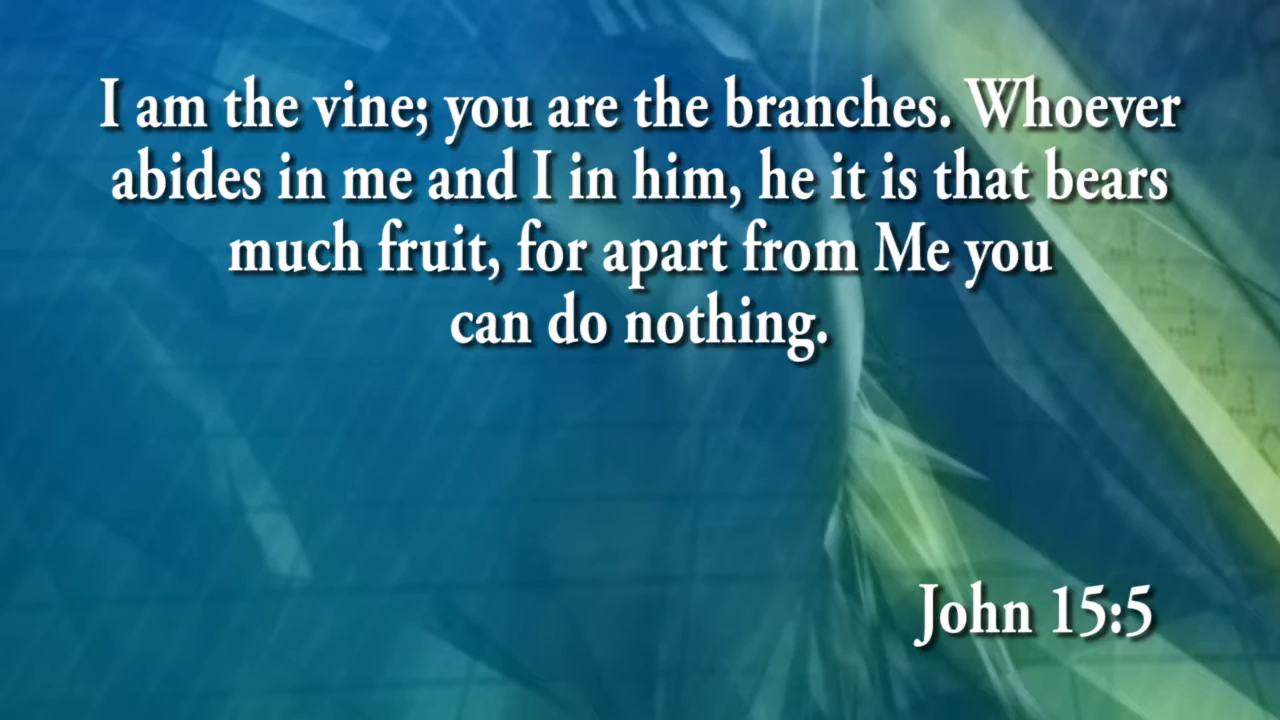 I am the vine; you are the branches. Whoever
abides in me and I in him, he it is that bears
much fruit, for apart from Me you
can do nothing.
John 15:5